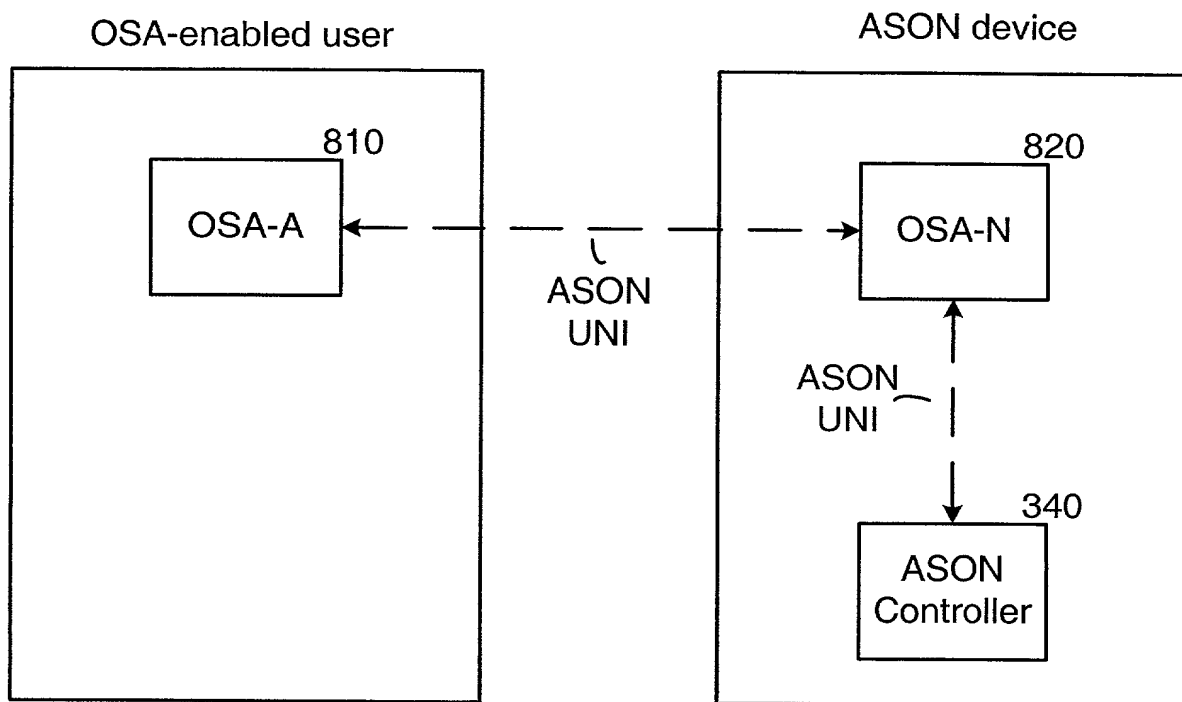 OSA-enabled user
ASON device
810
OSA-A
820
OSA-N
ASON
UNI
ASON
UNI
340
ASON
Controller